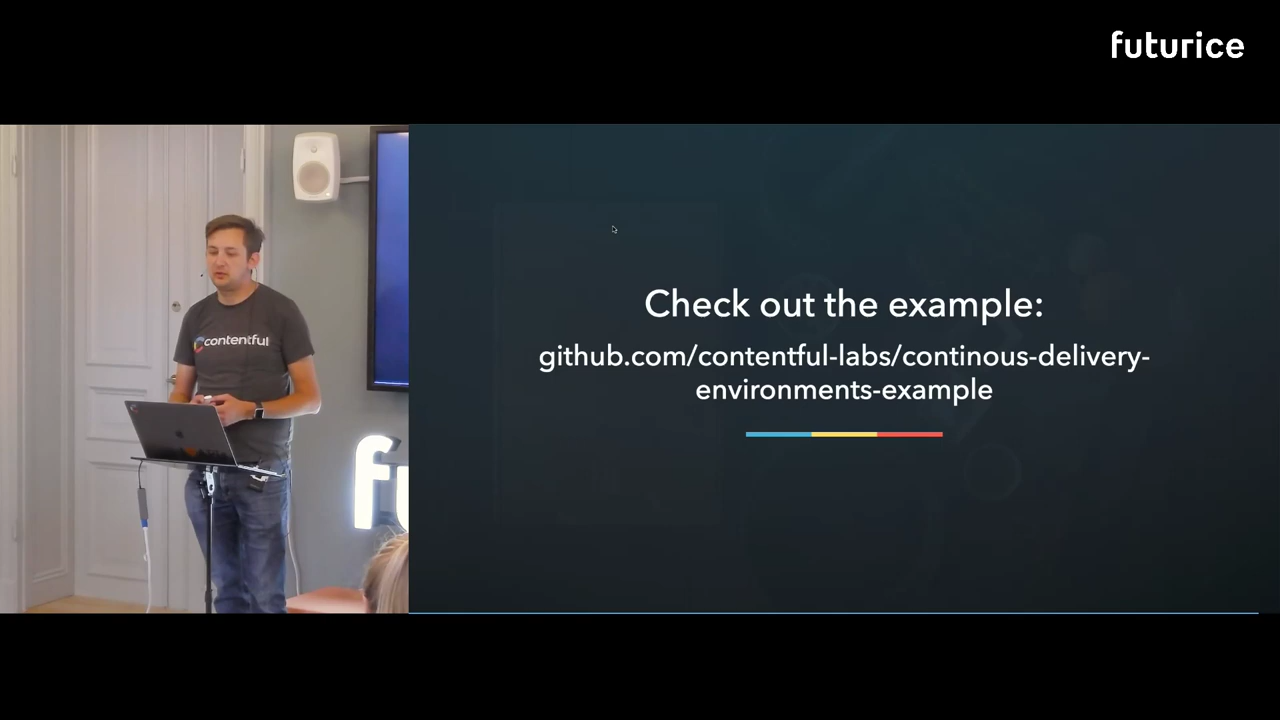 futurice
contentful
fu
Check out the example:
github.com/contentful-labs/continous-delivery-
environments-example